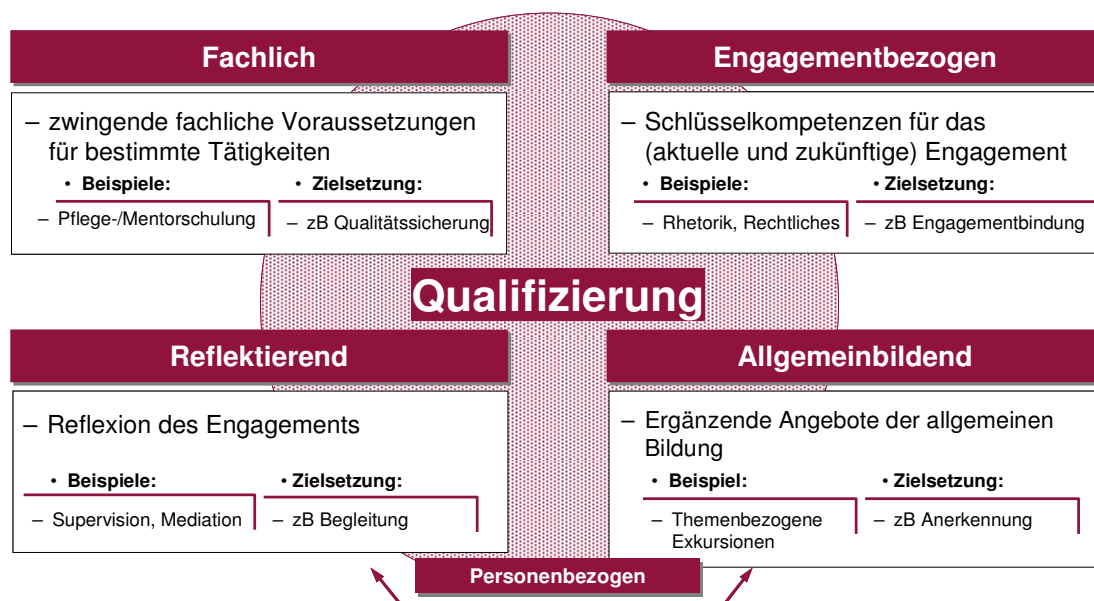 Fachlich
– zwingende fachliche Voraussetzungen
für bestimmte Tätigkeiten
• Beispiele:
• Zielsetzung:
– Pflege-/Mentorschulung
– zB Qualitätssicherung
Engagementbezogen
– Schlüsselkompetenzen für das
(aktuelle und zukünftige) Engagement
• Beispiele:
• Zielsetzung:
– Rhetorik, Rechtliches
– zB Engagementbindung
Qualifizierung
Reflektierend
– Reflexion des Engagements
• Beispiele:
• Zielsetzung:
– Supervision, Mediation
– zB Begleitung
Allgemeinbildend
– Ergänzende Angebote der allgemeinen
Bildung
• Beispiel:
• Zielsetzung:
– Themenbezogene
Exkursionen
– zB Anerkennung
Personenbezogen